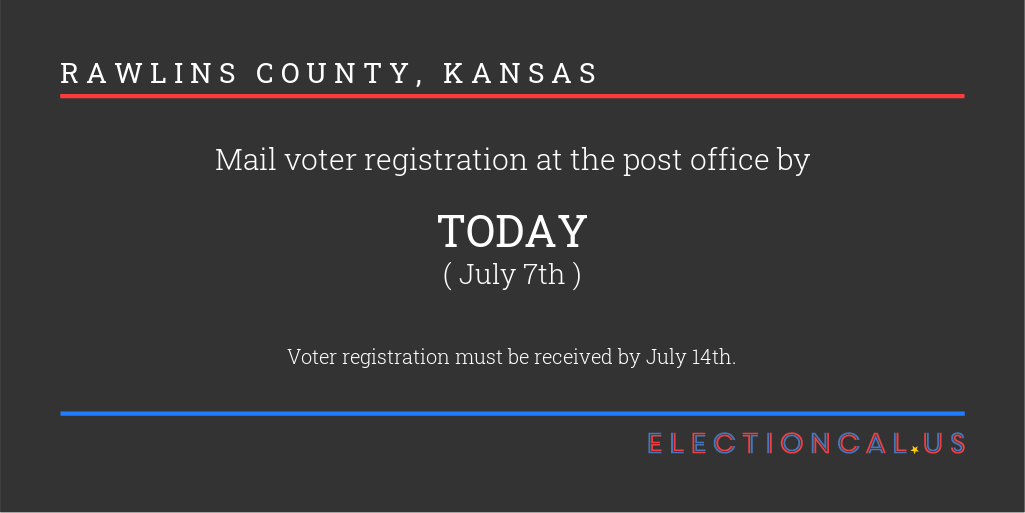 RAWLINS COUNTY, KANSAS
Mail voter registration at the post office by
TODAY
( July 7th )
Voter registration must be received by July 14th.
ELECTIONCAL.US